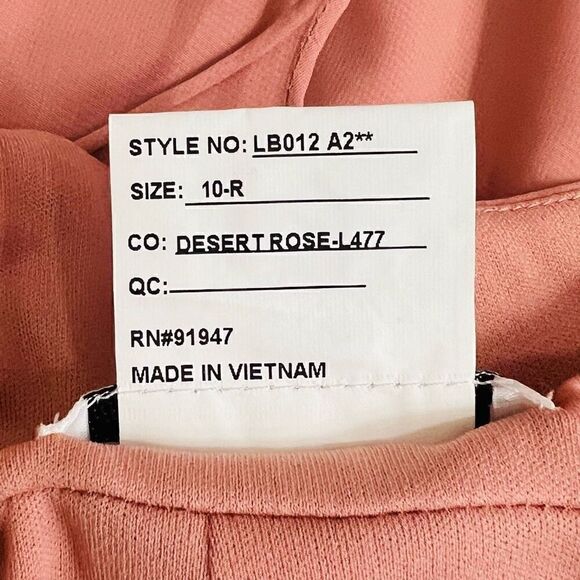 STYLE NO: LB012 A2**
SIZE: 10-R
CO: DESERT ROSE-L477
QC:
RN#91947
MADE IN VIETNAM